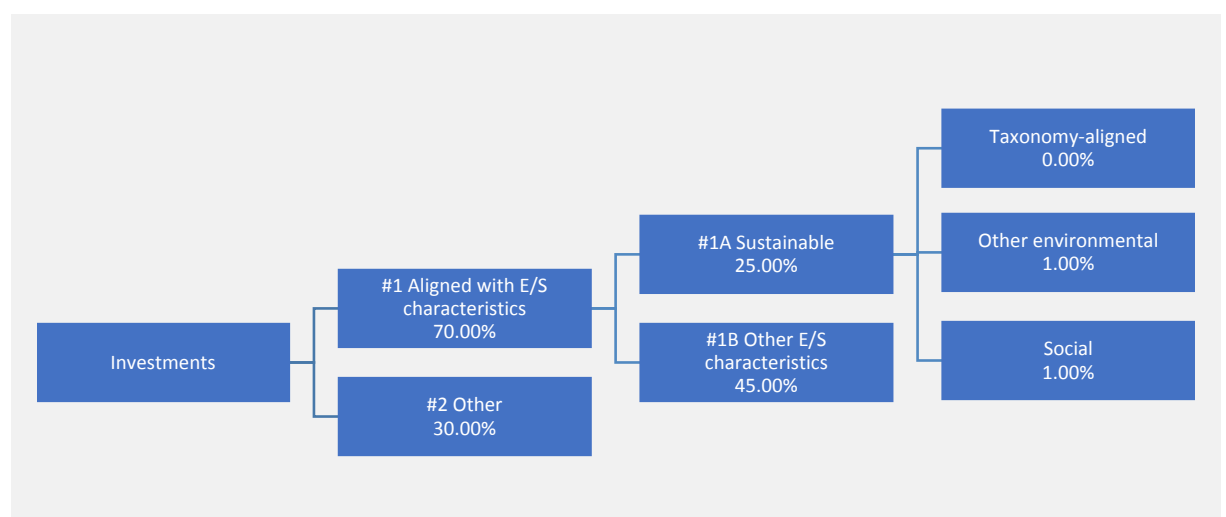 Investments
#1 Aligned with E/S
characteristics
70.00%
#2 Other
30.00%
#1A Sustainable
25.00%
#1B Other E/S
characteristics
45.00%
Taxonomy-aligned
0.00%
Other environmental
1.00%
Social
1.00%